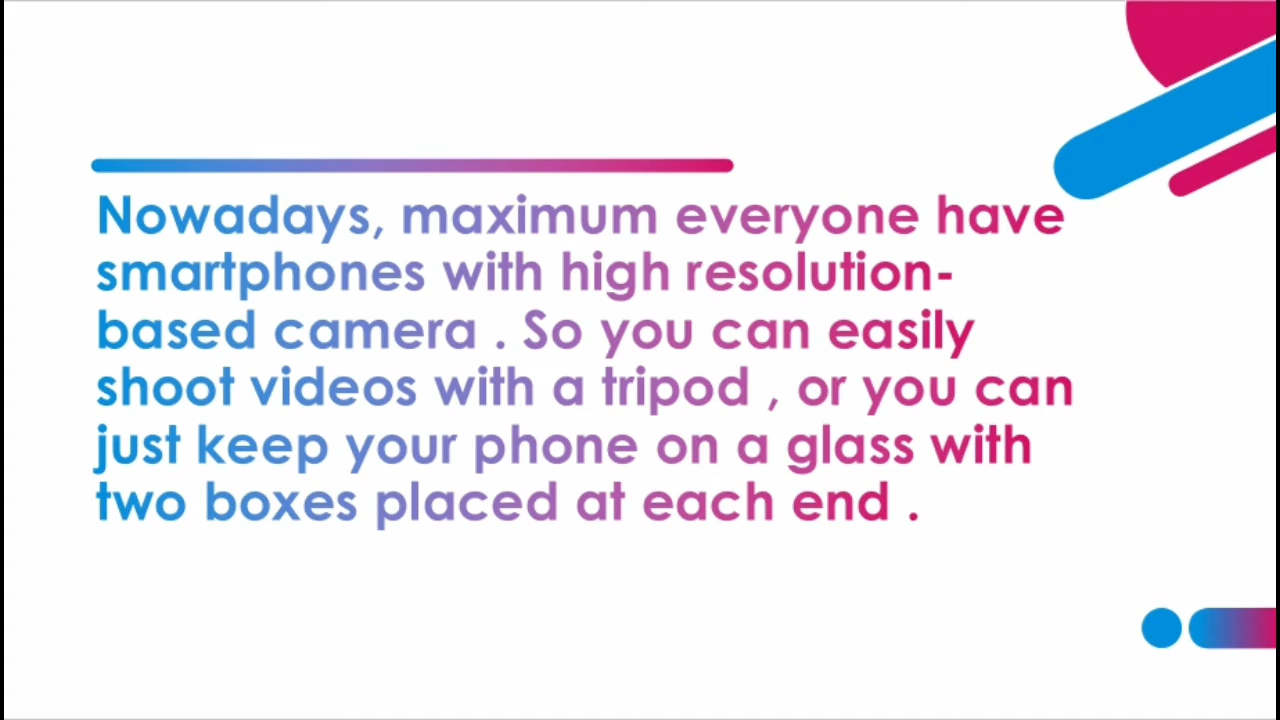 Nowadays, maximum everyone have
smartphones with high resolution-
based camera . So you can easily
shoot videos with a tripod , or you can
just keep your phone on a glass with
two boxes placed at each end .